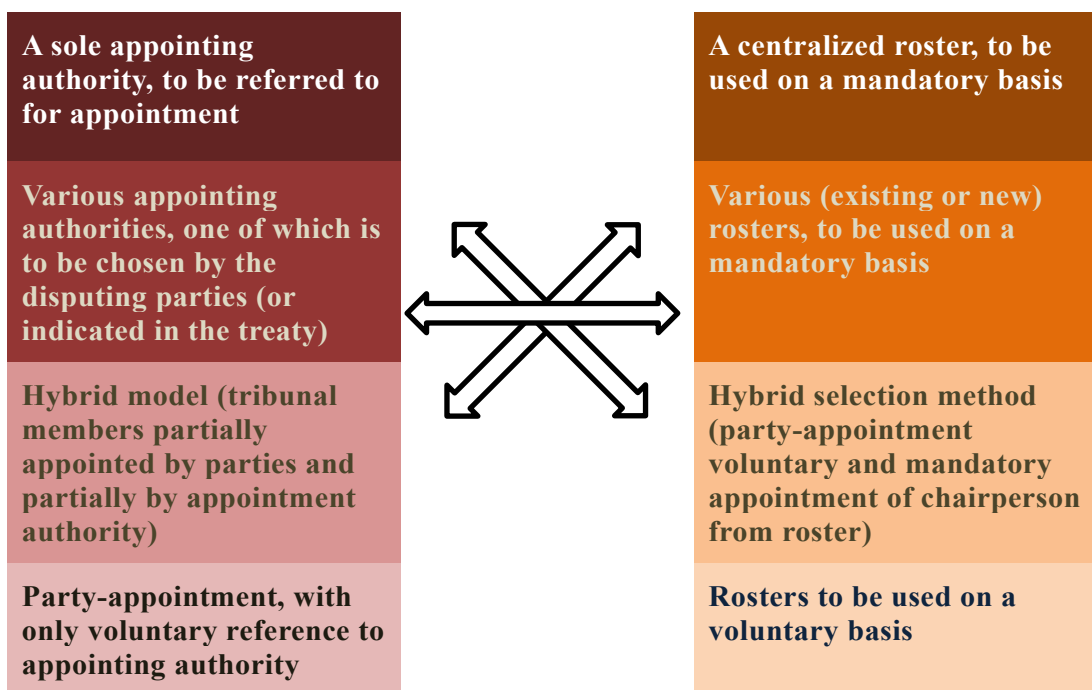 A sole appointing
authority, to be referred to
for appointment
Various appointing
authorities, one of which is
to be chosen by the
disputing parties (or
indicated in the treaty)
Hybrid model (tribunal
members partially
appointed by parties and
partially by appointment
authority)
Party-appointment, with
only voluntary reference to
appointing authority
A centralized roster, to be
used on a mandatory basis
Various (existing or new)
rosters, to be used on a
mandatory basis
Hybrid selection method
(party-appointment
voluntary and mandatory
appointment of chairperson
from roster)
Rosters to be used on a
voluntary basis